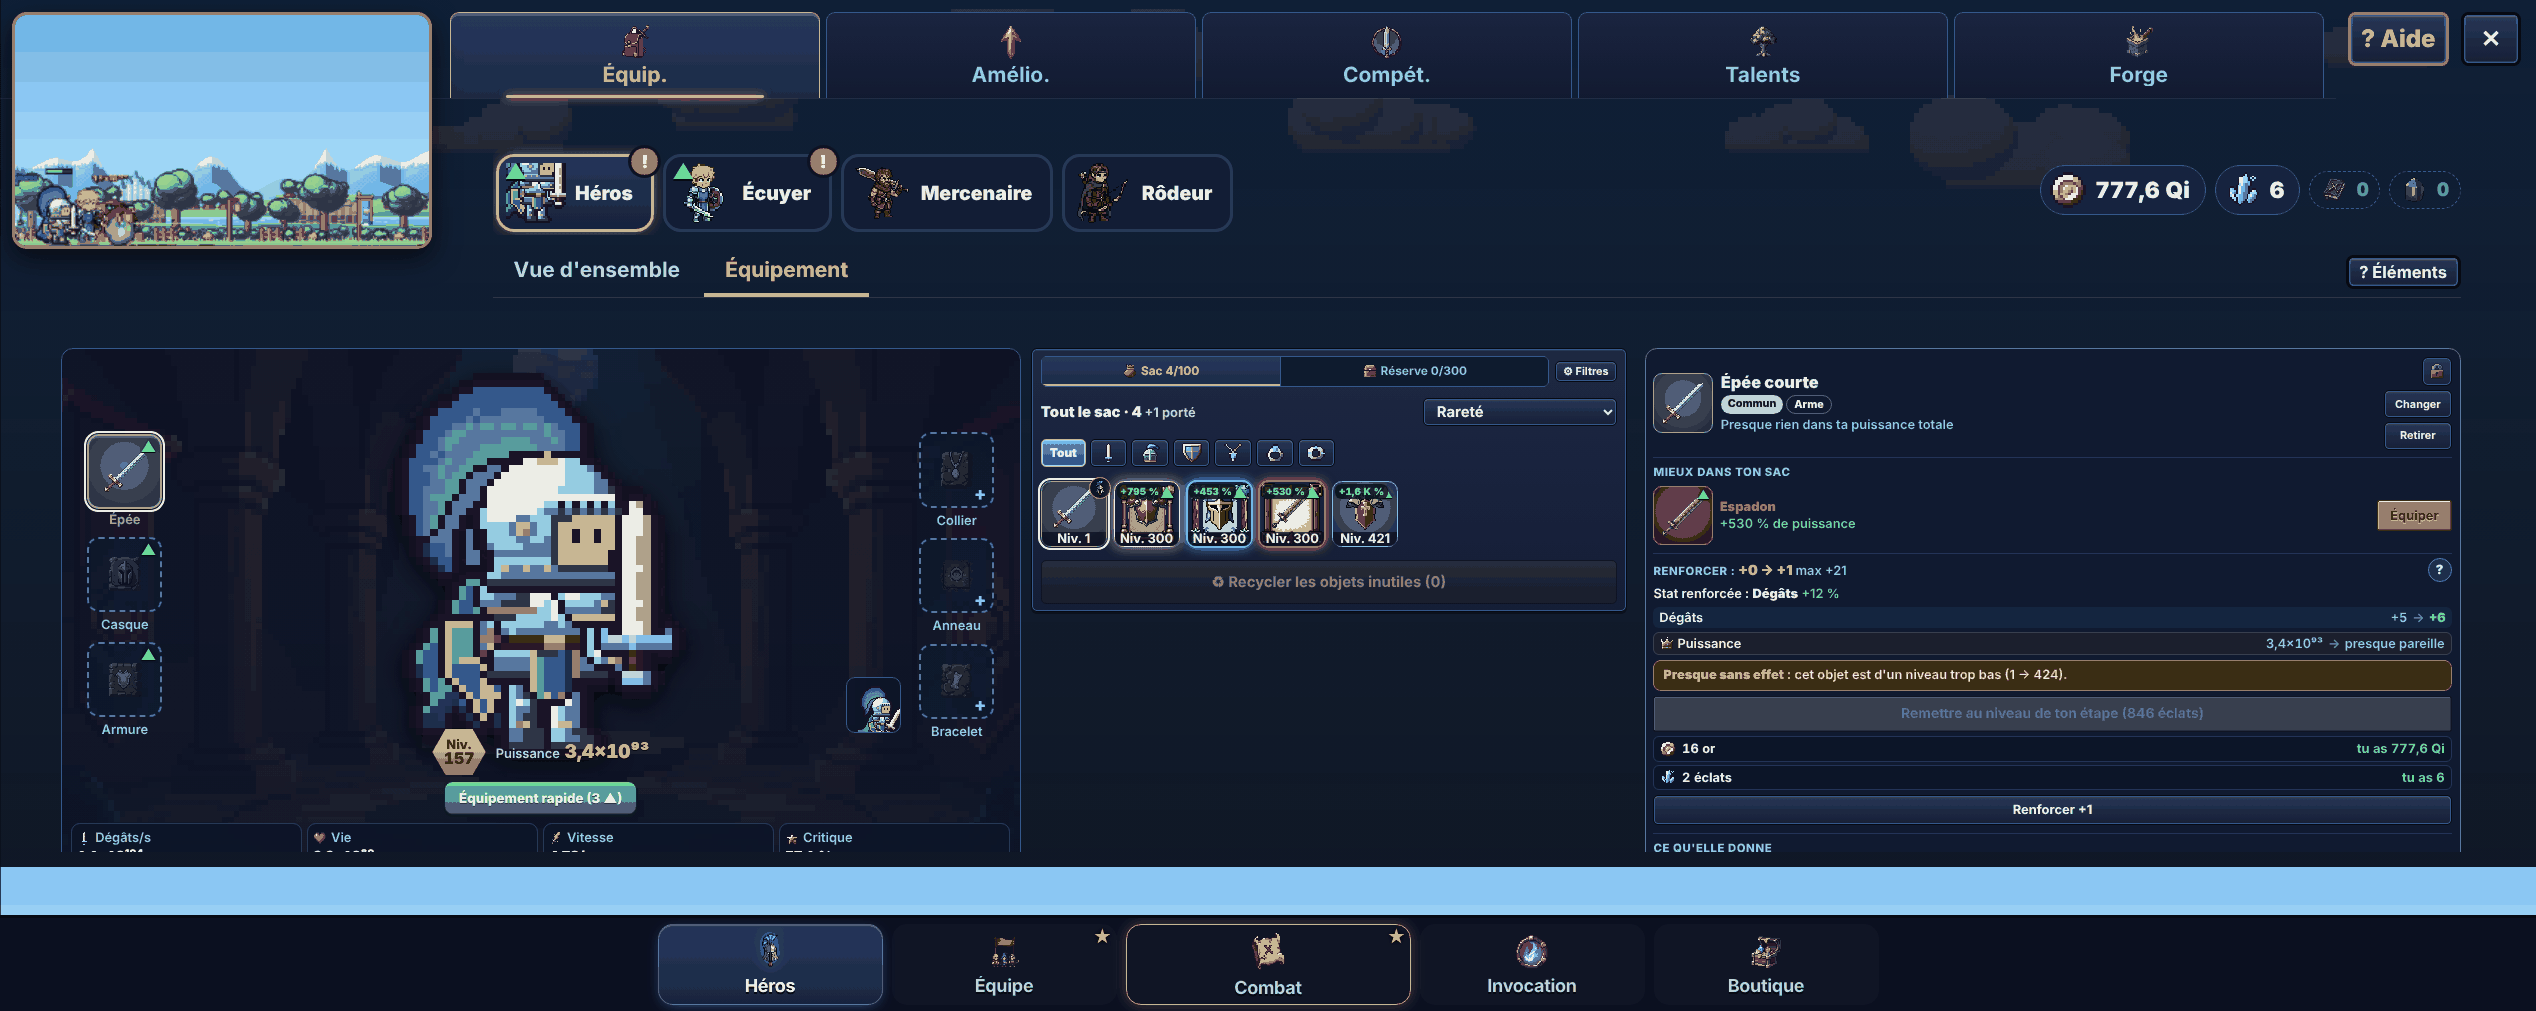 Équip.
Amélio.
Compét.
Talents
Forge
? Aide
×
Héros
!
Écuyer
!
Mercenaire
Rôdeur
777,6 Qi
6
0
0
Vue d'ensemble
Équipement
? Éléments
Épée
Casque
Armure
Collier
Anneau
Bracelet
Niv.
157
Puissance 3,4×10⁹³
Équipement rapide (3 ▲)
Dégâts/s
Vie
Vitesse
Critique
Sac 4/100
Réserve 0/300
Filtres
Tout le sac · 4 +1 porté
Rareté
Tout
Niv. 1
+795 %
Niv. 300
+453 %
Niv. 300
+530 %
Niv. 300
+1,6 K %
Niv. 421
Recycler les objets inutiles (0)
Épée courte
Commun
Arme
Presque rien dans ta puissance totale
Changer
Retirer
MIEUX DANS TON SAC
Espadon
+530 % de puissance
Équiper
RENFORCER : +0 → +1 max +21
?
Stat renforcée : Dégâts +12 %
Dégâts
+5 → +6
Puissance
3,4×10⁹³ → presque pareille
Presque sans effet : cet objet est d'un niveau trop bas (1 → 424).
Remettre au niveau de ton étape (846 éclats)
16 or
tu as 777,6 Qi
2 éclats
tu as 6
Renforcer +1
CE QU'ELLE DONNE
Héros
Équipe
Combat
Invocation
Boutique